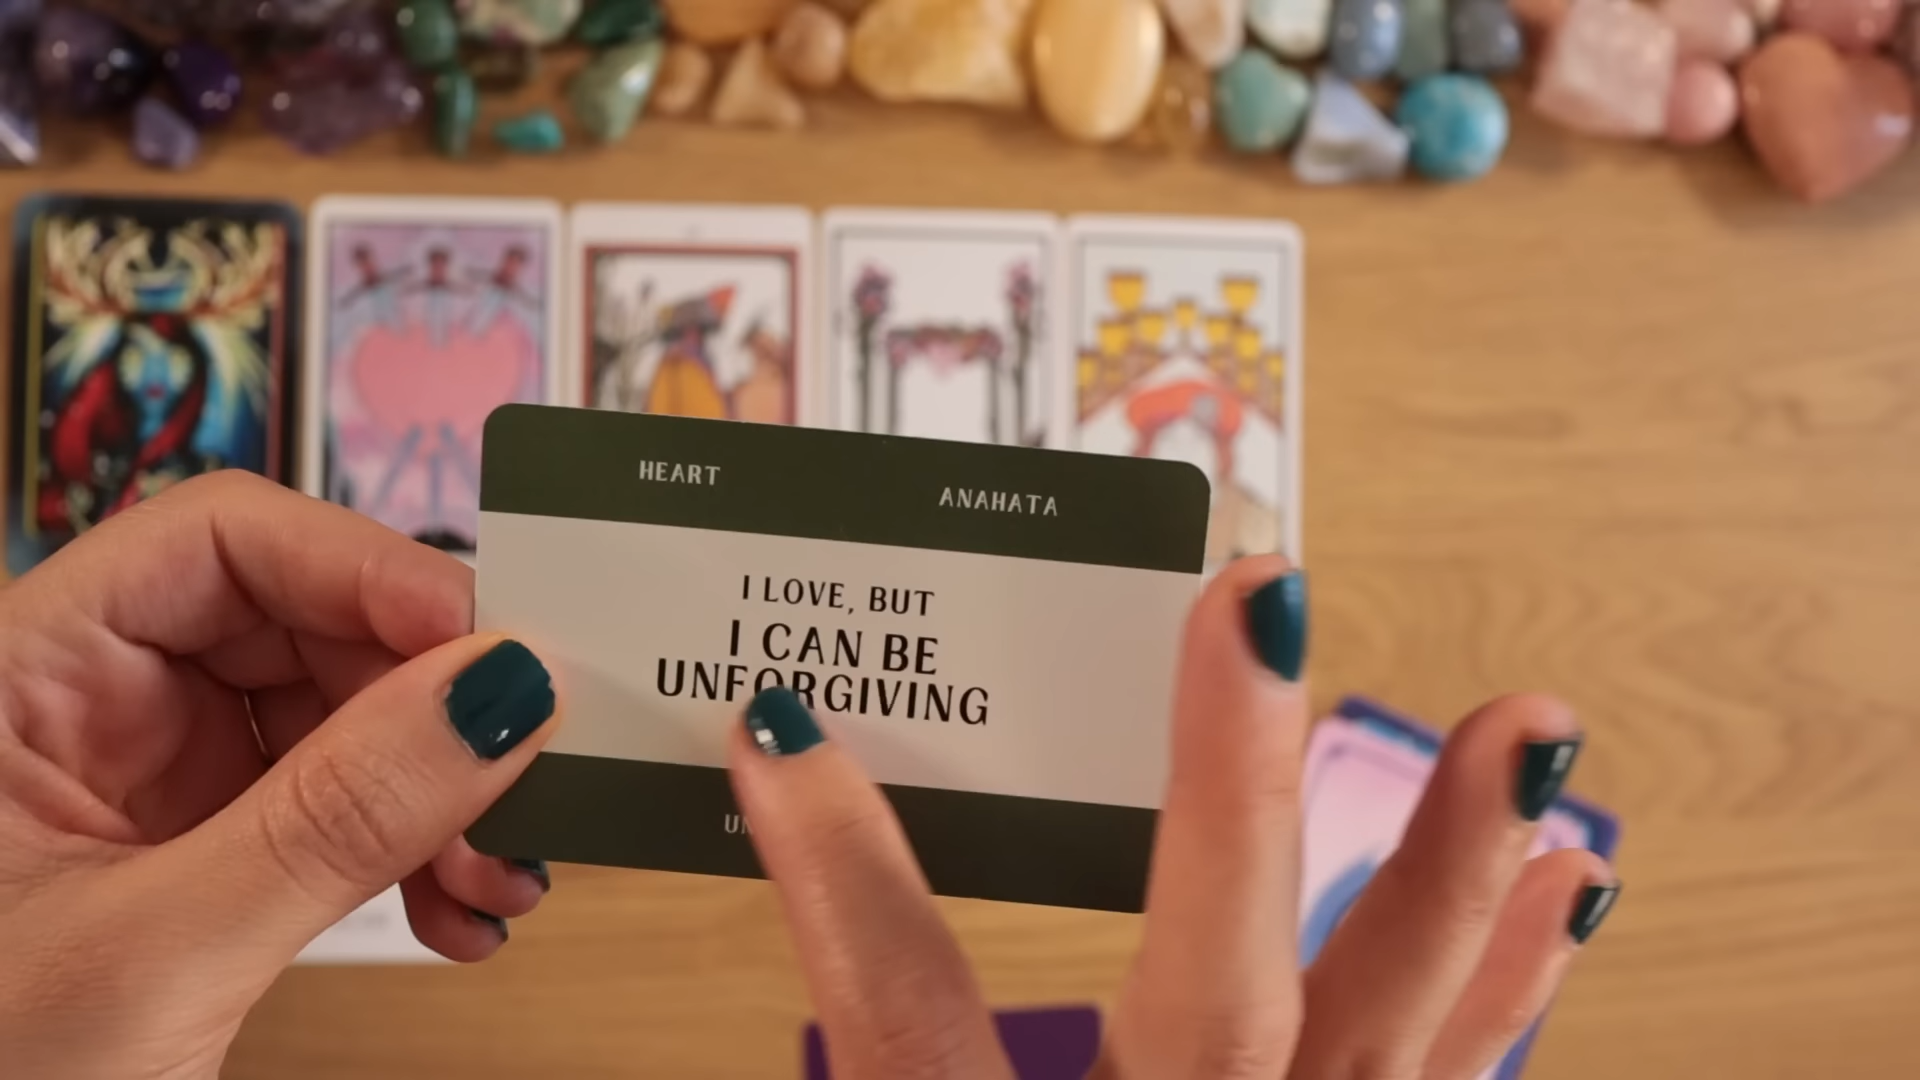 HEART ANAHATA
I LOVE, BUT
I CAN BE
UNFORGIVING